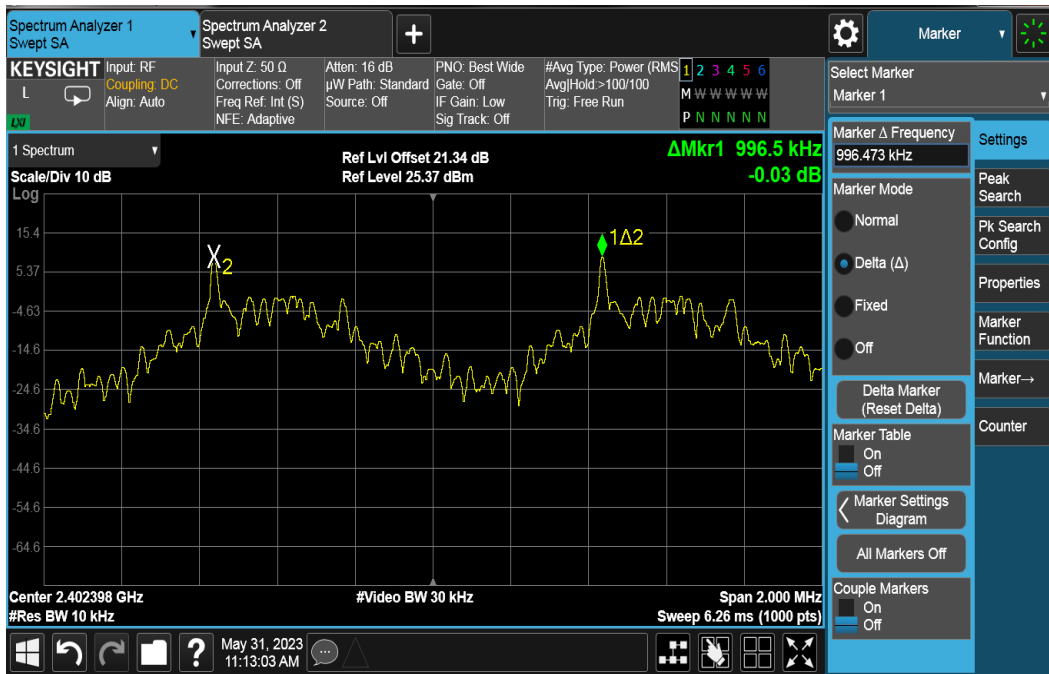 Spectrum Analyzer 1
Swept SA
Spectrum Analyzer 2
Swept SA
+
Marker
KEYSIGHT
L
LXI
Input: RF
Coupling: DC
Align: Auto
Input Z: 50 Ω
Corrections: Off
Freq Ref: Int (S)
NFE: Adaptive
Atten: 16 dB
µW Path: Standard
Source: Off
PNO: Best Wide
Gate: Off
IF Gain: Low
Sig Track: Off
#Avg Type: Power (RMS
Avg|Hold:>100/100
Trig: Free Run
1 2 3 4 5 6
M W W W W W
P N N N N N
Select Marker
Marker 1
1 Spectrum
Scale/Div 10 dB
Ref Lvl Offset 21.34 dB
Ref Level 25.37 dBm
ΔMkr1 996.5 kHz
-0.03 dB
Log
15.4
5.37
-4.63
-14.6
-24.6
-34.6
-44.6
-54.6
-64.6
X2
1Δ2
Center 2.402398 GHz
#Res BW 10 kHz
#Video BW 30 kHz
Span 2.000 MHz
Sweep 6.26 ms (1000 pts)
Marker Δ Frequency
996.473 kHz
Marker Mode
Normal
Delta (Δ)
Fixed
Off
Delta Marker
(Reset Delta)
Marker Table
On
Off
Marker Settings
Diagram
All Markers Off
Couple Markers
On
Off
Settings
Peak
Search
Pk Search
Config
Properties
Marker
Function
Marker→
Counter
?
May 31, 2023
11:13:03 AM